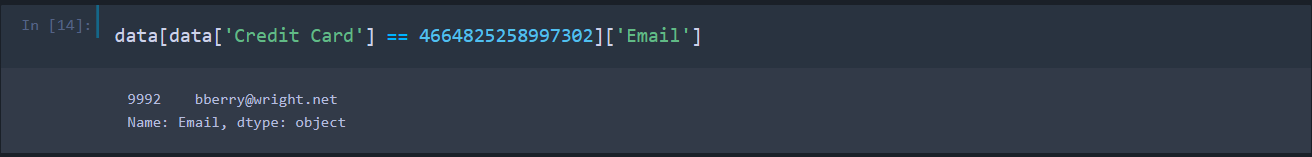 In [14]:
data[data['Credit Card'] == 4664825258997302]['Email']
9992    bberry@wright.net
Name: Email, dtype: object